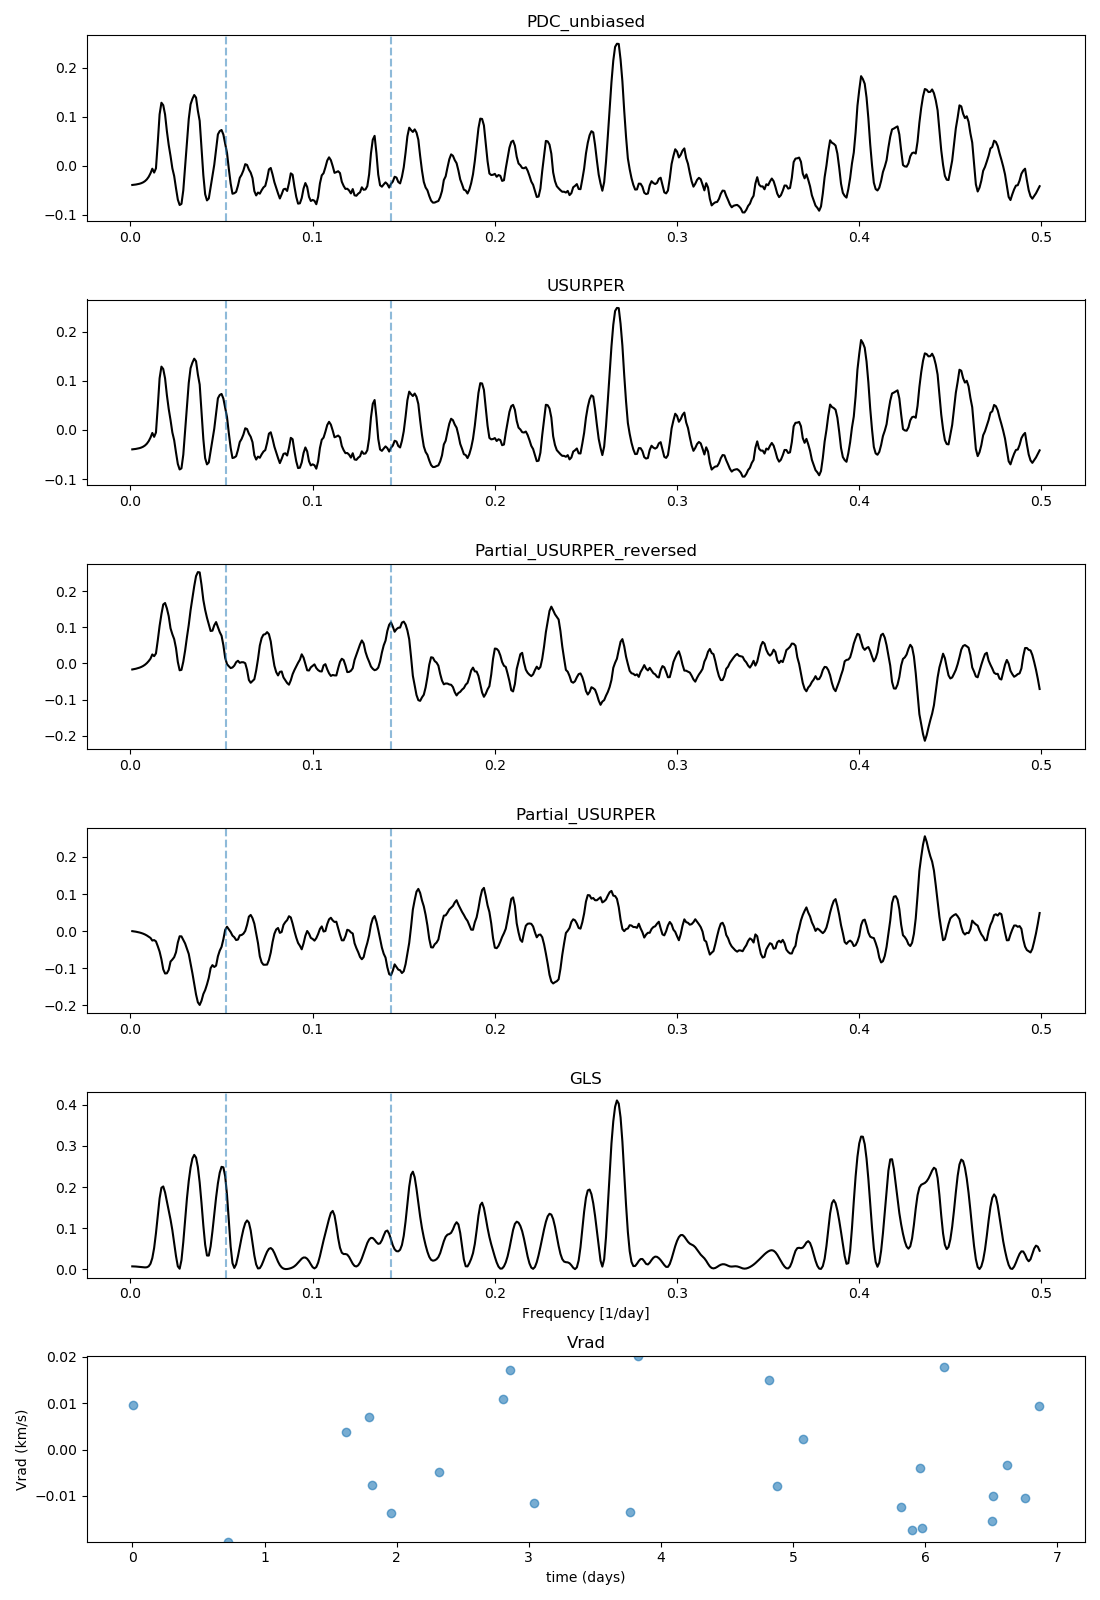 PDC_unbiased
0.2
0.1
0.0
−0.1
0.0 0.1 0.2 0.3 0.4 0.5
USURPER
0.2
0.1
0.0
−0.1
0.0 0.1 0.2 0.3 0.4 0.5
Partial_USURPER_reversed
0.2
0.1
0.0
−0.1
−0.2
0.0 0.1 0.2 0.3 0.4 0.5
Partial_USURPER
0.2
0.1
0.0
−0.1
−0.2
0.0 0.1 0.2 0.3 0.4 0.5
GLS
0.4
0.3
0.2
0.1
0.0
0.0 0.1 0.2 0.3 0.4 0.5
Frequency [1/day]
Vrad
0.02
0.01
0.00
−0.01
Vrad (km/s)
0 1 2 3 4 5 6 7
time (days)